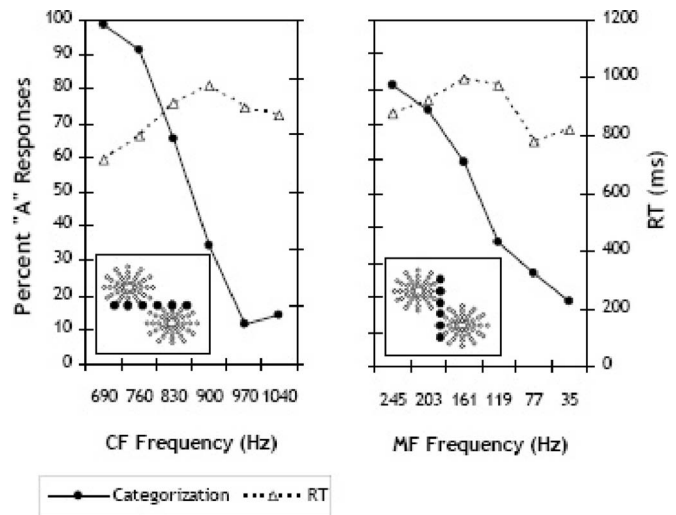 Percent "A" Responses
100
90
80
70
60
50
40
30
20
10
0
690 760 830 900 970 1040
CF Frequency (Hz)
245 203 161 119 77 35
MF Frequency (Hz)
1200
1000
800
600
400
200
0
RT (ms)
Categorization RT